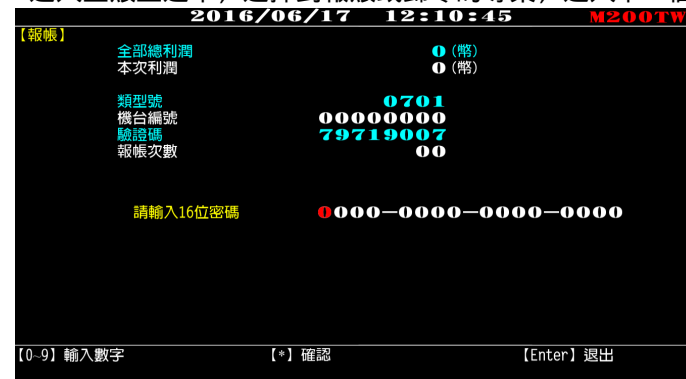 2016/06/17 12:10:45 M200TW
【報帳】
全部總利潤 0 (幣)
本次利潤 0 (幣)
類型號 0701
機台編號 00000000
驗證碼 79719007
報帳次數 00
請輸入16位密碼 0000-0000-0000-0000
【0~9】輸入數字 【*】確認 【Enter】退出